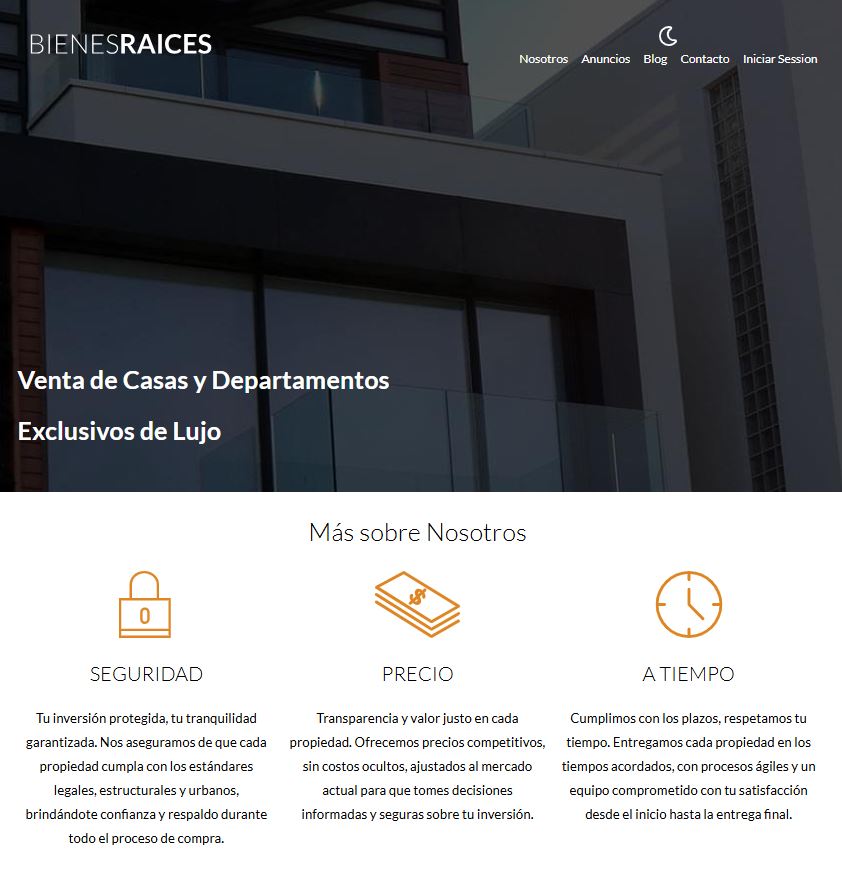 BIENESRAICES
Nosotros Anuncios Blog Contacto Iniciar Session
Venta de Casas y Departamentos
Exclusivos de Lujo
Más sobre Nosotros
0
$
SEGURIDAD
Tu inversión protegida, tu tranquilidad
garantizada. Nos aseguramos de que cada
propiedad cumpla con los estándares
legales, estructurales y urbanos,
brindándote confianza y respaldo durante
todo el proceso de compra.
PRECIO
Transparencia y valor justo en cada
propiedad. Ofrecemos precios competitivos,
sin costos ocultos, ajustados al mercado
actual para que tomes decisiones
informadas y seguras sobre tu inversión.
A TIEMPO
Cumplimos con los plazos, respetamos tu
tiempo. Entregamos cada propiedad en los
tiempos acordados, con procesos ágiles y un
equipo comprometido con tu satisfacción
desde el inicio hasta la entrega final.